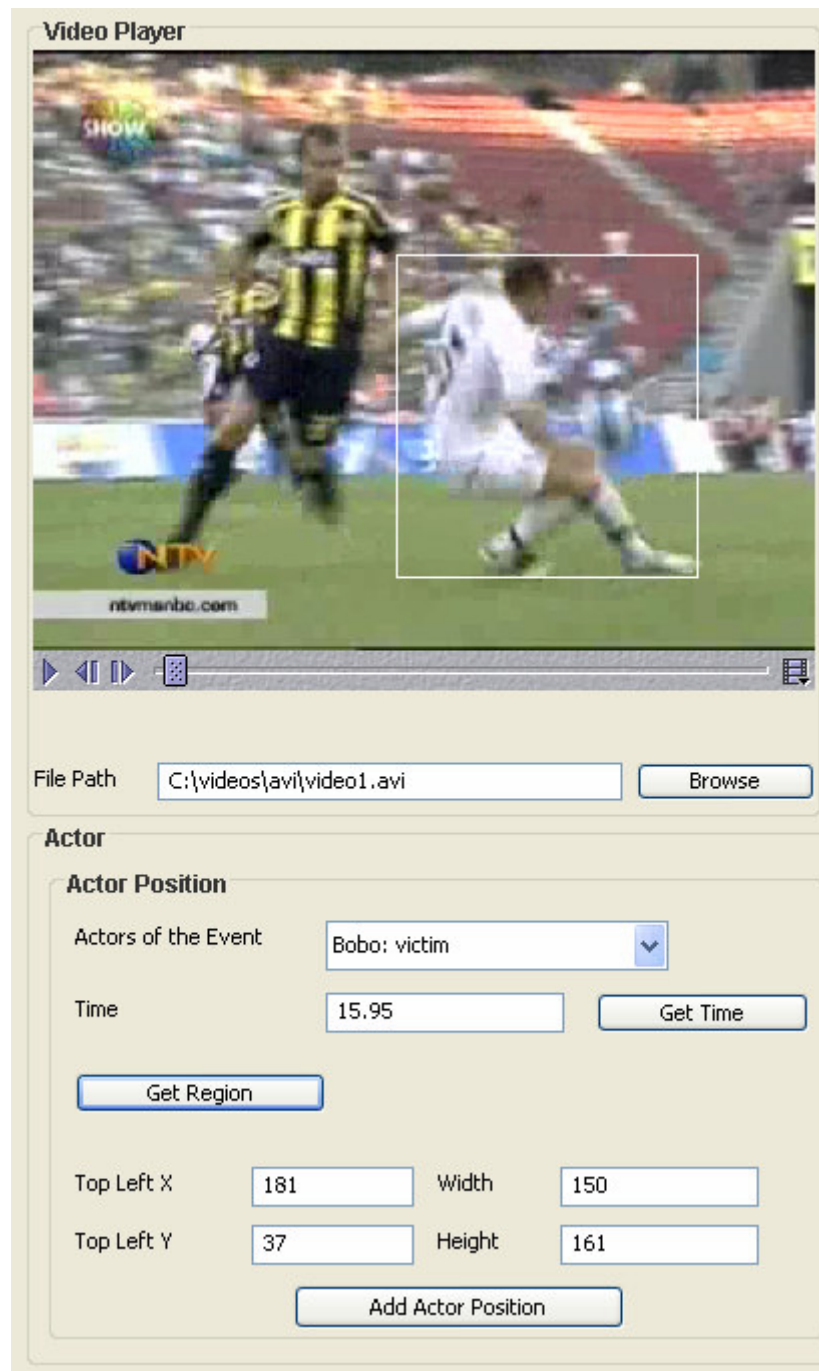 Video Player
SHOW
NTV
ntvmsnbc.com
File Path C:\videos\avi\video1.avi Browse
Actor
Actor Position
Actors of the Event Bobo: victim
Time 15.95 Get Time
Get Region
Top Left X 181 Width 150
Top Left Y 37 Height 161
Add Actor Position